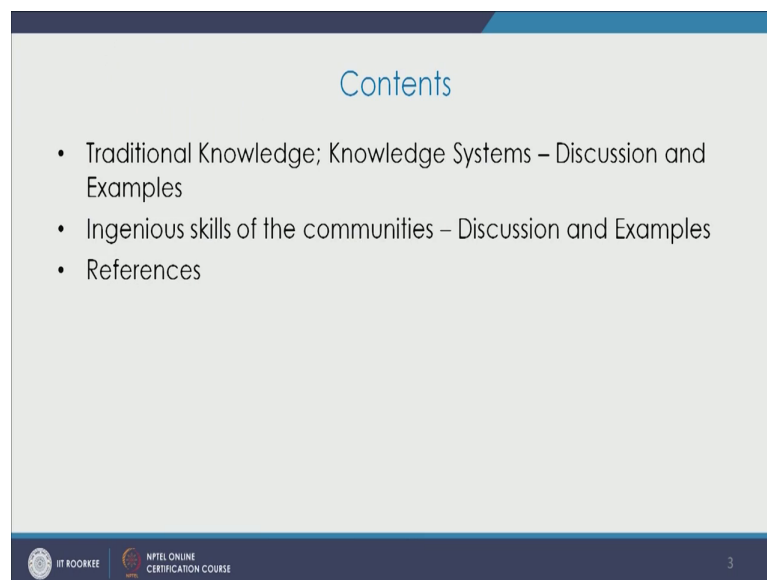 Contents
• Traditional Knowledge; Knowledge Systems – Discussion and
Examples
• Ingenious skills of the communities – Discussion and Examples
• References
IIT ROORKEE
NPTEL ONLINE
CERTIFICATION COURSE
3